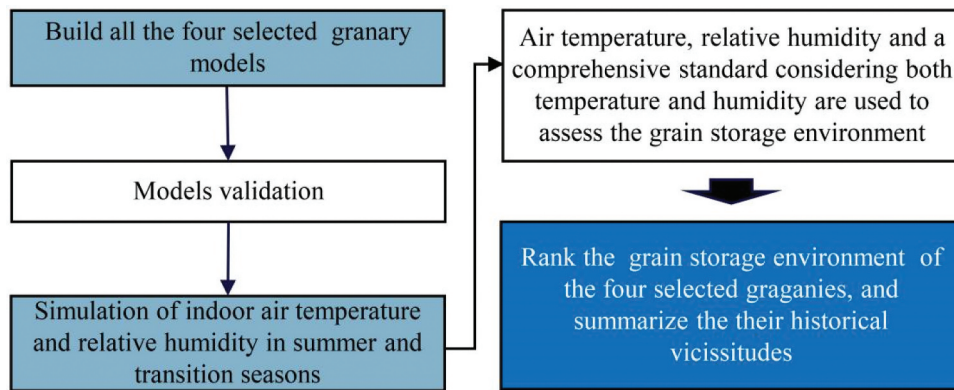 Build all the four selected granary
models
Models validation
Simulation of indoor air temperature
and relative humidity in summer and
transition seasons
Air temperature, relative humidity and a
comprehensive standard considering both
temperature and humidity are used to
assess the grain storage environment
Rank the grain storage environment of
the four selected graganies, and
summarize the their historical
vicissitudes